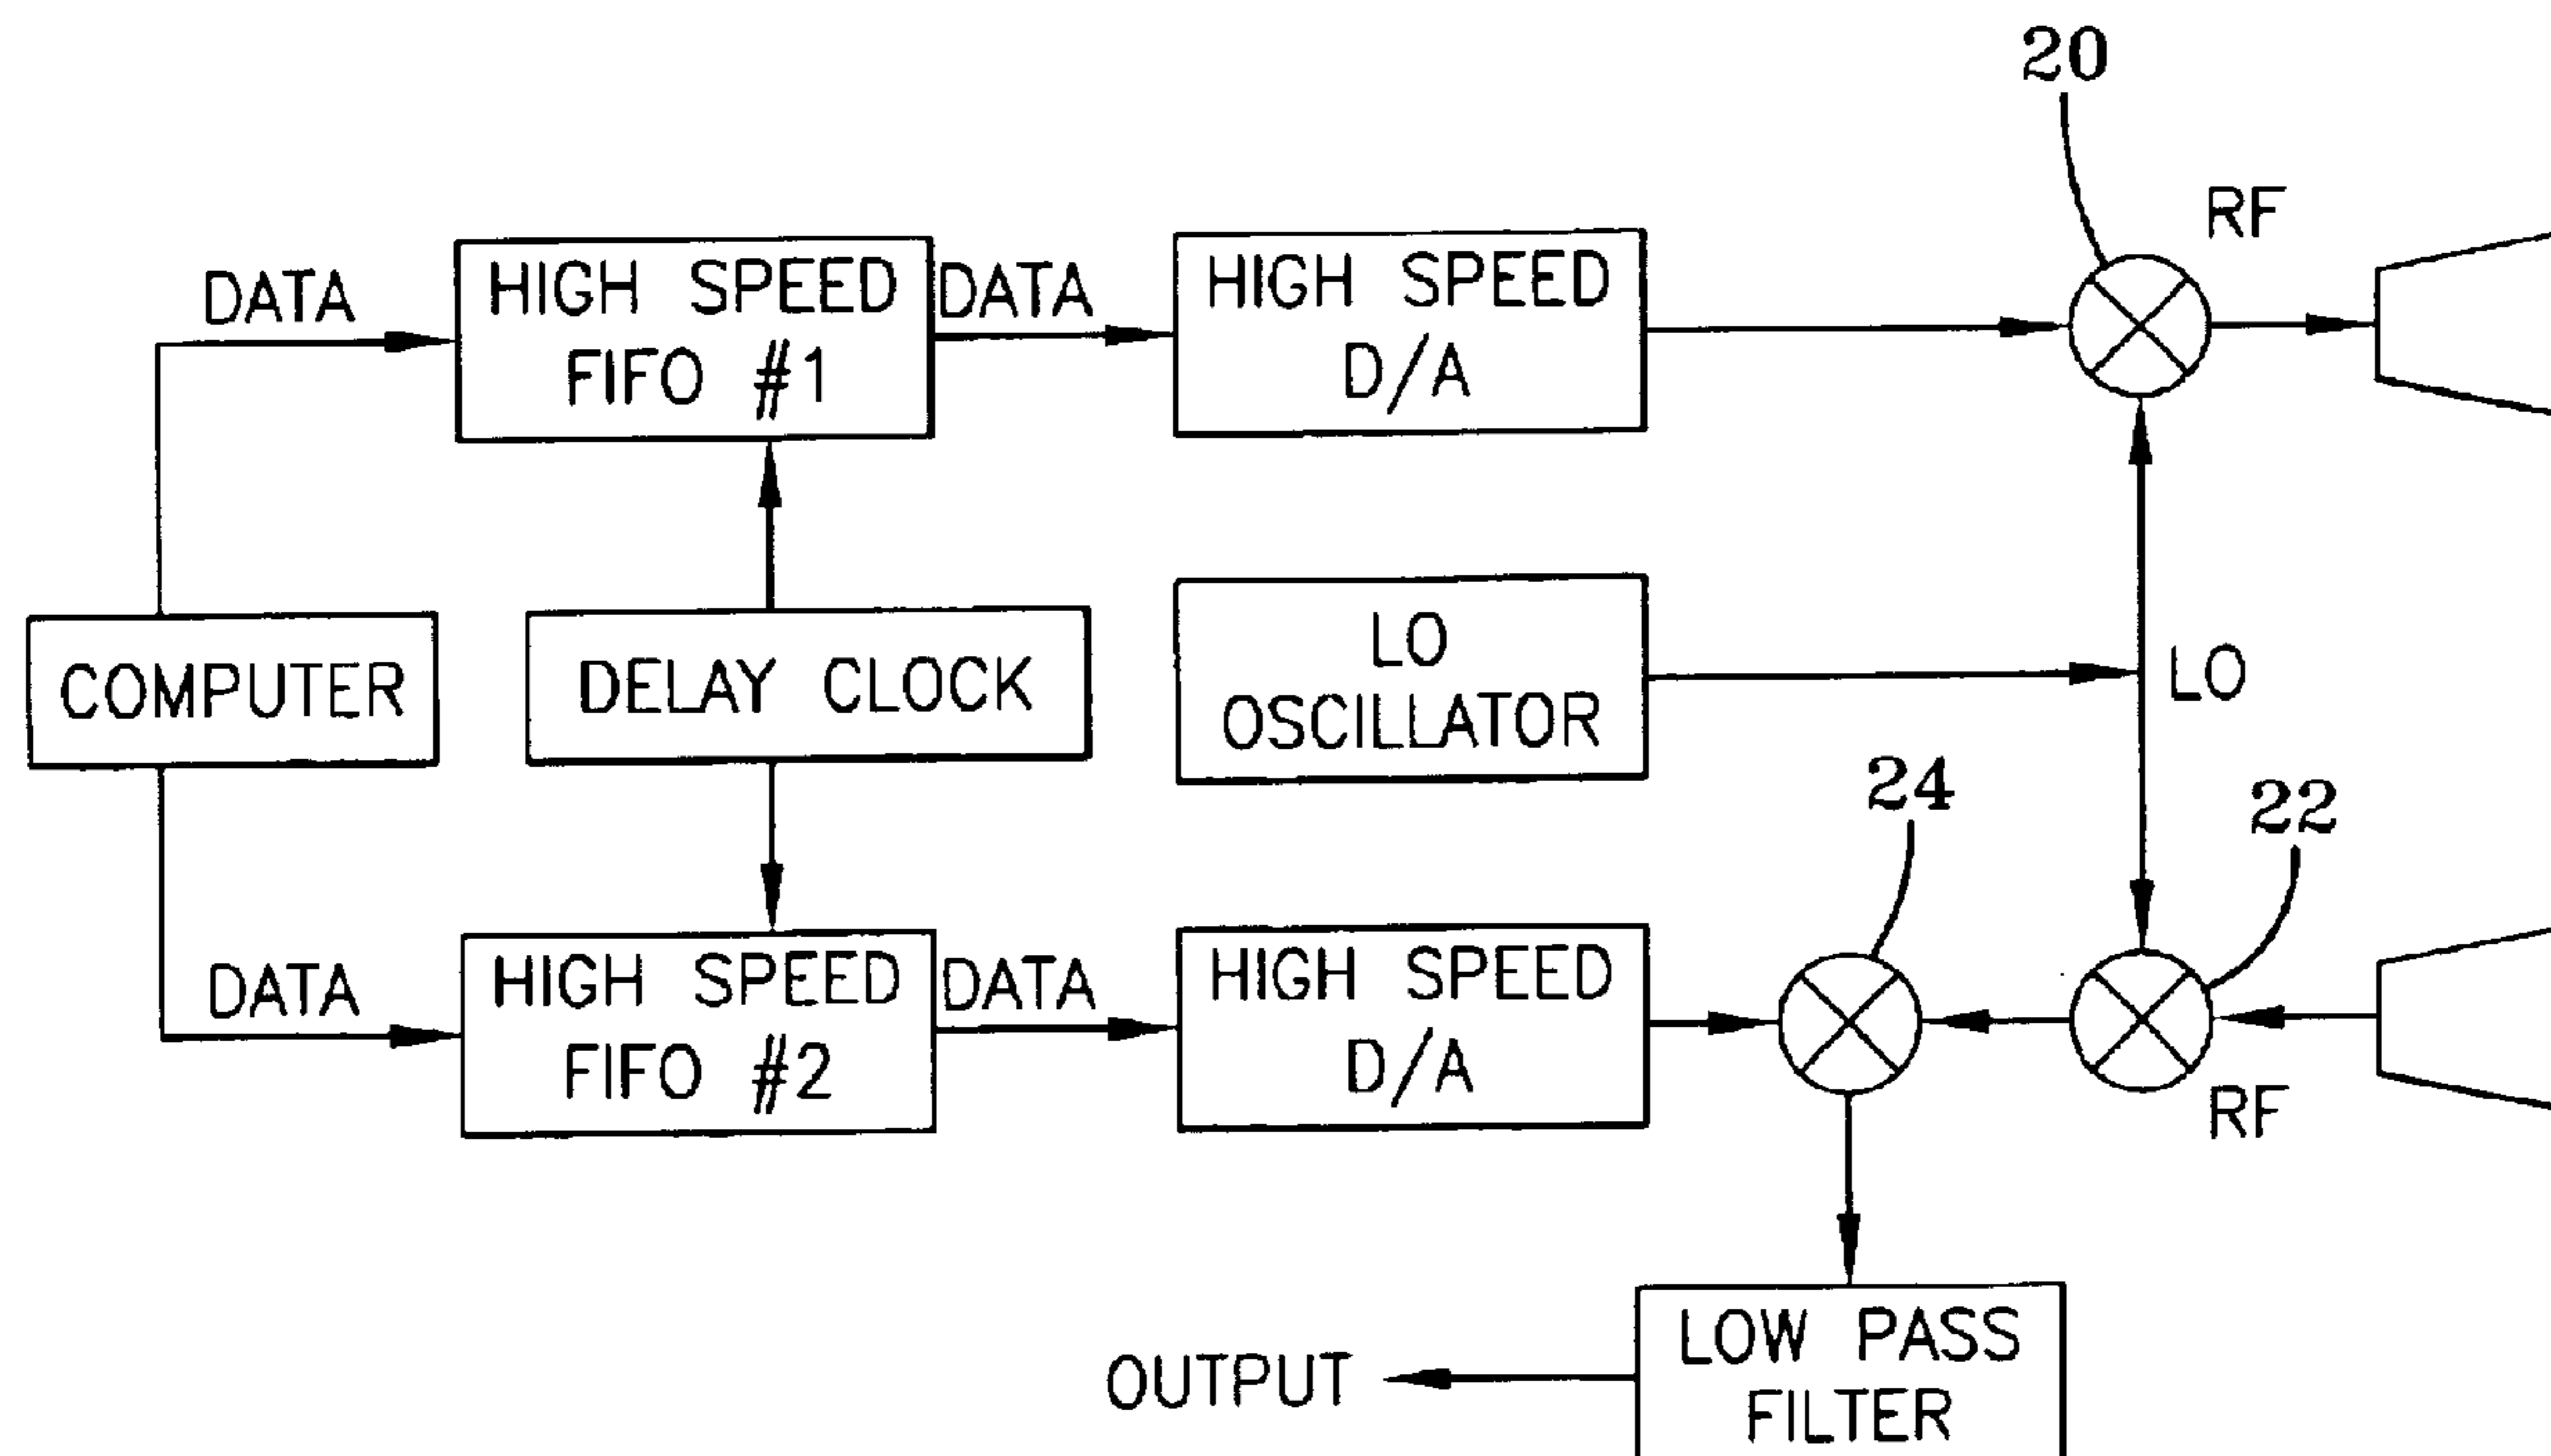 20
RF
DATA
HIGH SPEED
FIFO #1
DATA
HIGH SPEED
D/A
COMPUTER
DELAY CLOCK
LO
OSCILLATOR
LO
24
22
DATA
HIGH SPEED
FIFO #2
DATA
HIGH SPEED
D/A
RF
OUTPUT
LOW PASS
FILTER